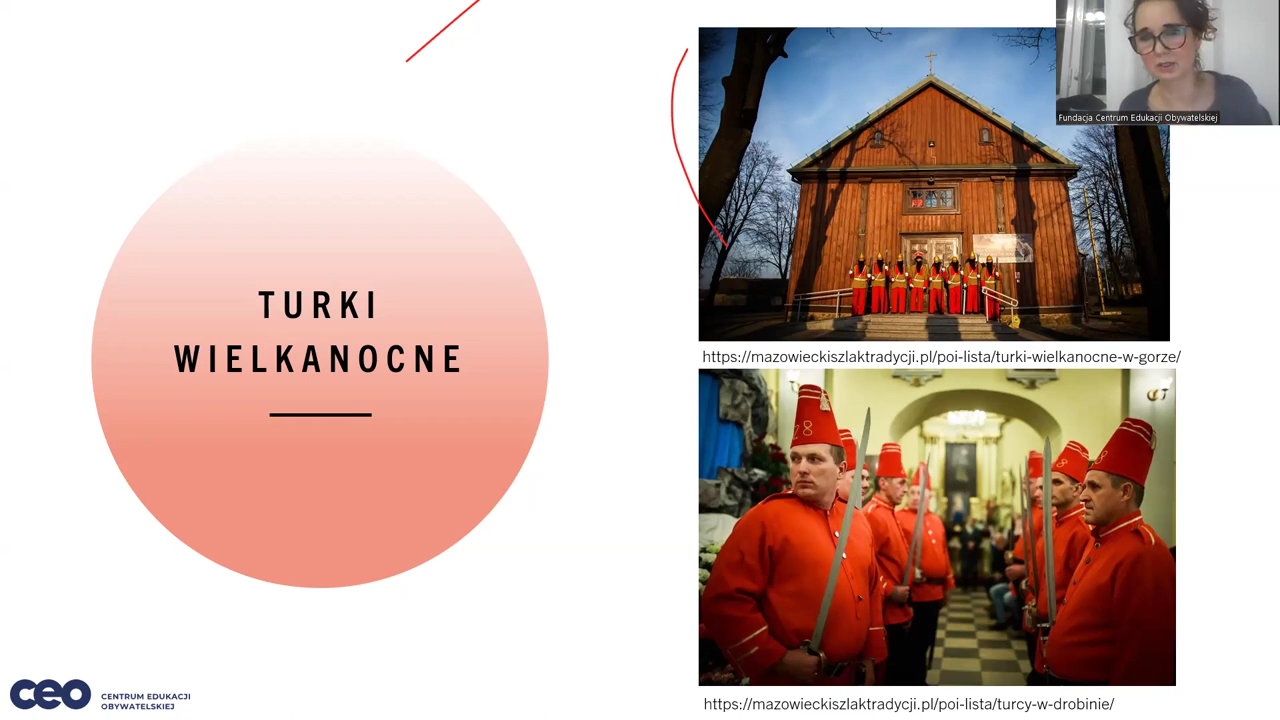 TURKI
WIELKANOCNE
Fundacja Centrum Edukacji Obywatelskiej
https://mazowieckiszlaktradycji.pl/poi-lista/turki-wielkanocne-w-gorze/
https://mazowieckiszlaktradycji.pl/poi-lista/turcy-w-drobinie/
ceo
CENTRUM EDUKACJI
OBYWATELSKIEJ